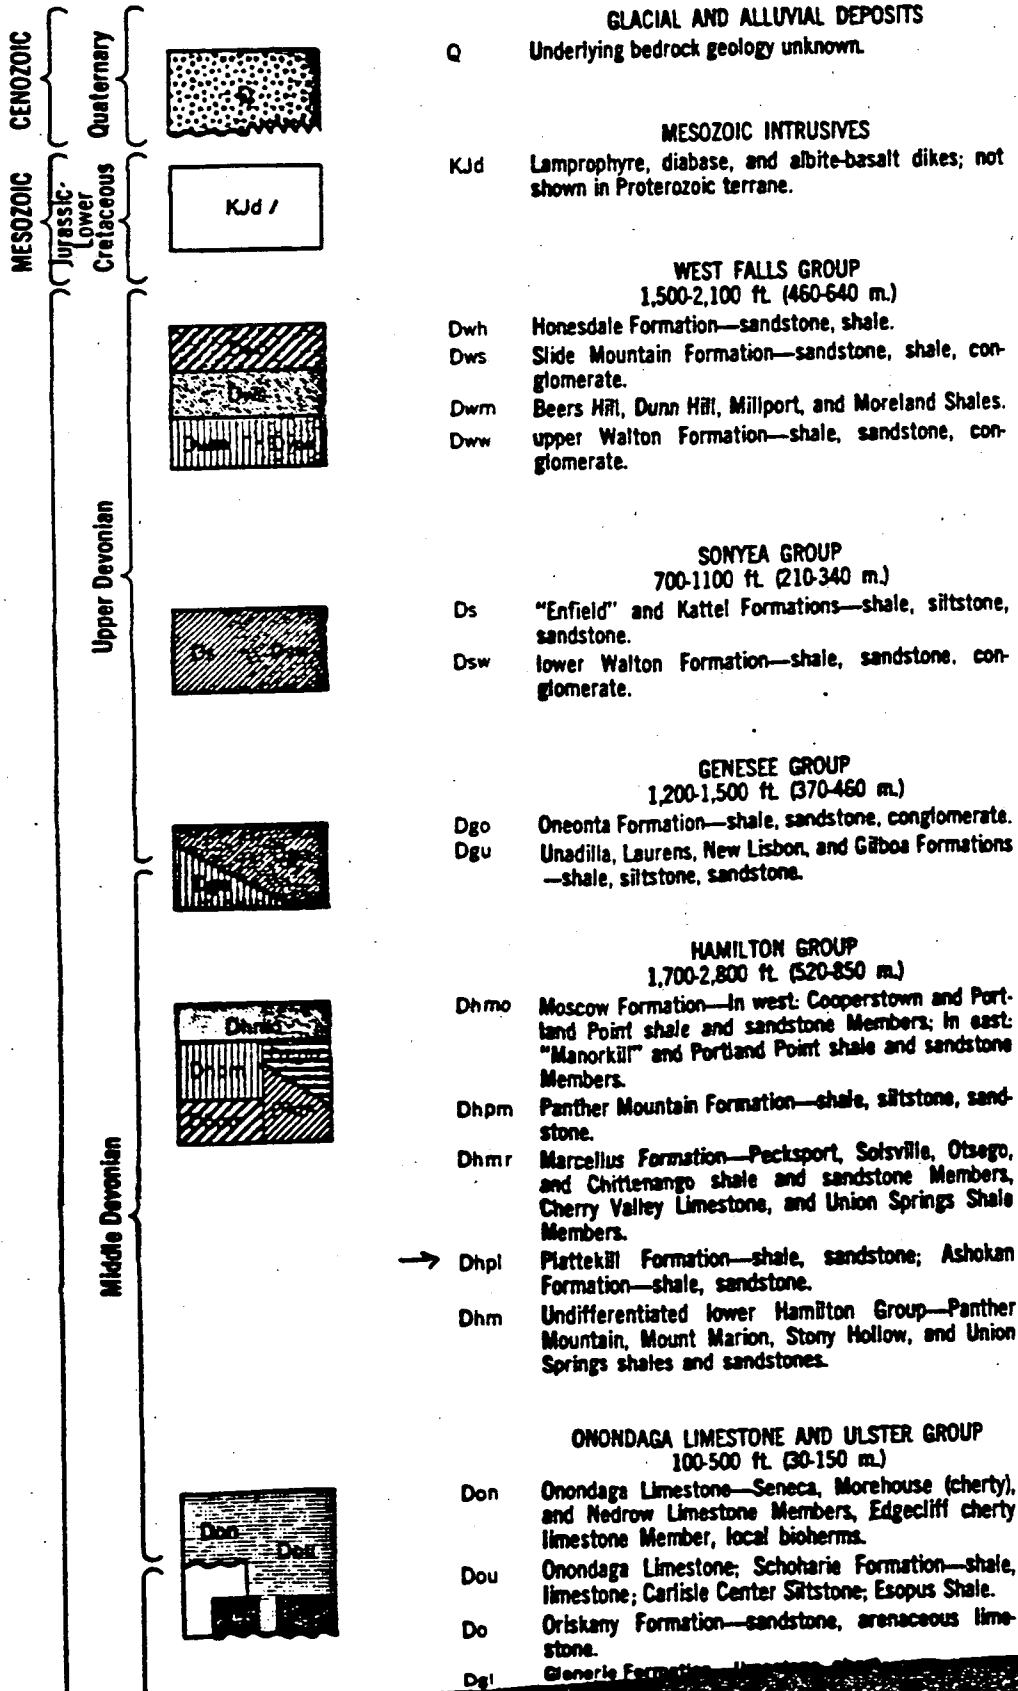 CENOZOIC
Quaternary
Q
GLACIAL AND ALLUVIAL DEPOSITS
Q Underlying bedrock geology unknown.
MESOZOIC
Jurassic-
Lower
Cretaceous
KJd /
MESOZOIC INTRUSIVES
KJd Lamprophyre, diabase, and albite-basalt dikes; not
shown in Proterozoic terrane.
Upper Devonian
WEST FALLS GROUP
1,500-2,100 ft. (460-640 m.)
Dwh Honesdale Formation—sandstone, shale.
Dws Slide Mountain Formation—sandstone, shale, con-
glomerate.
Dwm Beers Hill, Dunn Hill, Millport, and Moreland Shales.
Dww upper Walton Formation—shale, sandstone, con-
glomerate.
SONYEA GROUP
700-1100 ft. (210-340 m.)
Ds
Ds "Enfield" and Kattel Formations—shale, siltstone,
sandstone.
Dsw lower Walton Formation—shale, sandstone, con-
glomerate.
GENESEE GROUP
1,200-1,500 ft. (370-460 m.)
Dgo Oneonta Formation—shale, sandstone, conglomerate.
Dgu Unadilla, Laurens, New Lisbon, and Gilboa Formations
—shale, siltstone, sandstone.
Middle Devonian
HAMILTON GROUP
1,700-2,800 ft. (520-850 m.)
Dhmo
Dhpm
Dhmo Moscow Formation—In west: Cooperstown and Port-
land Point shale and sandstone Members; In east:
"Manorkill" and Portland Point shale and sandstone
Members.
Dhpm Panther Mountain Formation—shale, siltstone, sand-
stone.
Dhmr Marcellus Formation—Pecksport, Solsville, Otsego,
and Chittenango shale and sandstone Members,
Cherry Valley Limestone, and Union Springs Shale
Members.
→ Dhpl Plattekill Formation—shale, sandstone; Ashokan
Formation—shale, sandstone.
Dhm Undifferentiated lower Hamilton Group—Panther
Mountain, Mount Marion, Stony Hollow, and Union
Springs shales and sandstones.
ONONDAGA LIMESTONE AND ULSTER GROUP
100-500 ft. (30-150 m.)
Don
Dou
Don Onondaga Limestone—Seneca, Morehouse (cherty),
and Nedrow Limestone Members, Edgecliff cherty
limestone Member, local bioherms.
Dou Onondaga Limestone; Schoharie Formation—shale,
limestone; Carlisle Center Siltstone; Esopus Shale.
Do Oriskany Formation—sandstone, arenaceous lime-
stone.
Dgl Glenerie Formation